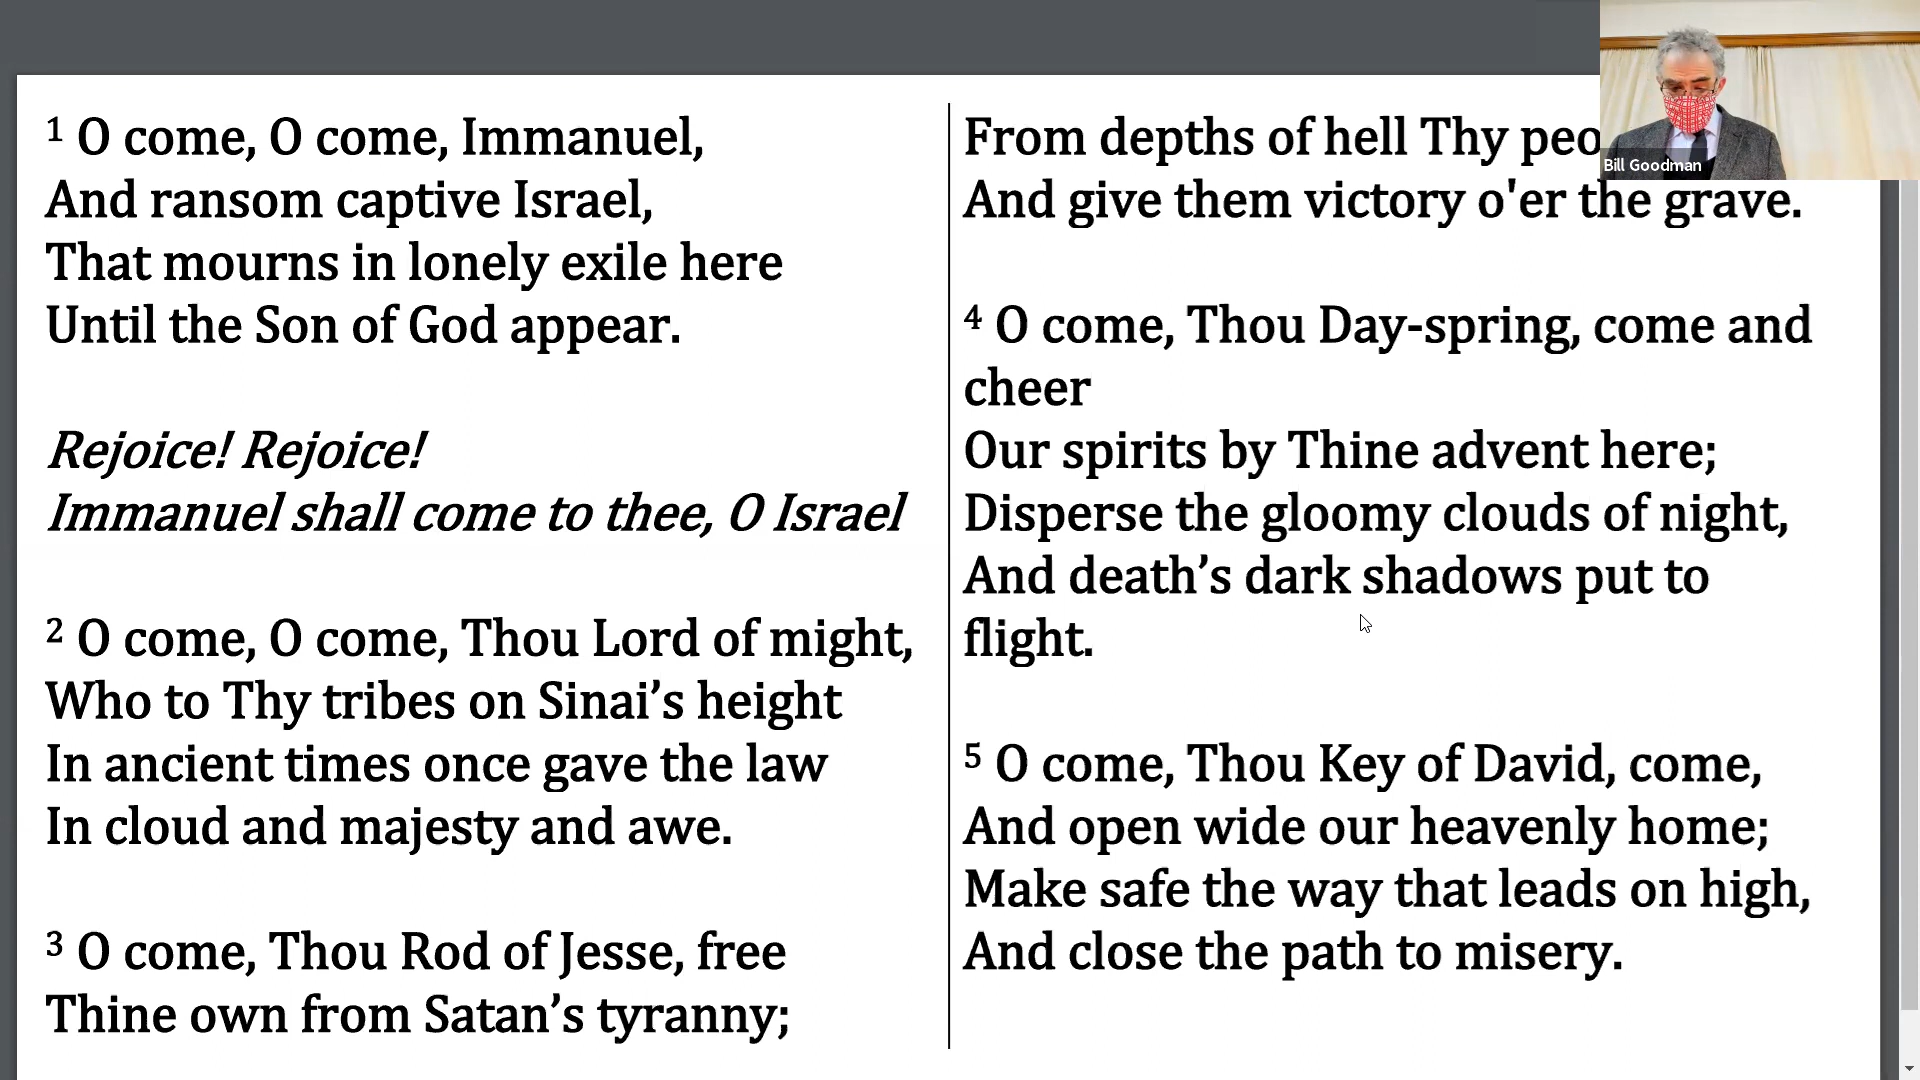 ¹ O come, O come, Immanuel,
And ransom captive Israel,
That mourns in lonely exile here
Until the Son of God appear.
Rejoice! Rejoice!
Immanuel shall come to thee, O Israel
² O come, O come, Thou Lord of might,
Who to Thy tribes on Sinai’s height
In ancient times once gave the law
In cloud and majesty and awe.
³ O come, Thou Rod of Jesse, free
Thine own from Satan’s tyranny;
From depths of hell Thy
And give them victory o'er the grave.
⁴ O come, Thou Day-spring, come and
cheer
Our spirits by Thine advent here;
Disperse the gloomy clouds of night,
And death’s dark shadows put to
flight.
⁵ O come, Thou Key of David, come,
And open wide our heavenly home;
Make safe the way that leads on high,
And close the path to misery.
Bill Goodman